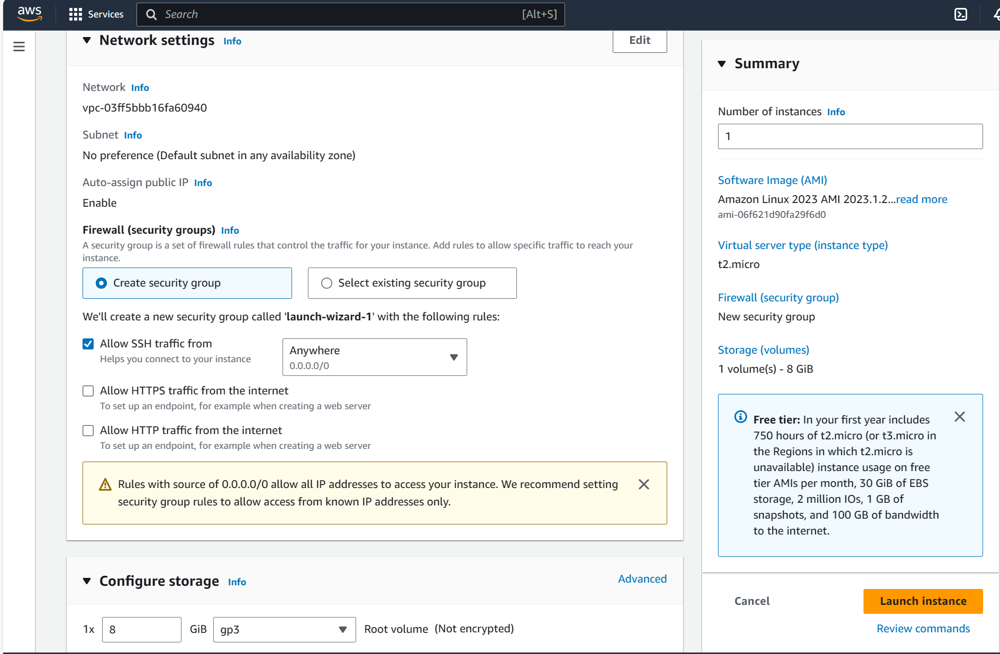 aws
Services
Search
[Alt+S]
Network settings Info
Edit
Network Info
vpc-03ff5bbb16fa60940
Subnet Info
No preference (Default subnet in any availability zone)
Auto-assign public IP Info
Enable
Firewall (security groups) Info
A security group is a set of firewall rules that control the traffic for your instance. Add rules to allow specific traffic to reach your
instance.
Create security group
Select existing security group
We'll create a new security group called 'launch-wizard-1' with the following rules:
Allow SSH traffic from
Helps you connect to your instance
Anywhere
0.0.0.0/0
Allow HTTPS traffic from the internet
To set up an endpoint, for example when creating a web server
Allow HTTP traffic from the internet
To set up an endpoint, for example when creating a web server
Rules with source of 0.0.0.0/0 allow all IP addresses to access your instance. We recommend setting
security group rules to allow access from known IP addresses only.
Configure storage Info
Advanced
1x 8 GiB gp3 Root volume (Not encrypted)
Summary
Number of instances Info
1
Software Image (AMI)
Amazon Linux 2023 AMI 2023.1.2...read more
ami-06f621d90fa29f6d0
Virtual server type (instance type)
t2.micro
Firewall (security group)
New security group
Storage (volumes)
1 volume(s) - 8 GiB
Free tier: In your first year includes
750 hours of t2.micro (or t3.micro in
the Regions in which t2.micro is
unavailable) instance usage on free
tier AMIs per month, 30 GiB of EBS
storage, 2 million IOs, 1 GB of
snapshots, and 100 GB of bandwidth
to the internet.
Cancel
Launch instance
Review commands